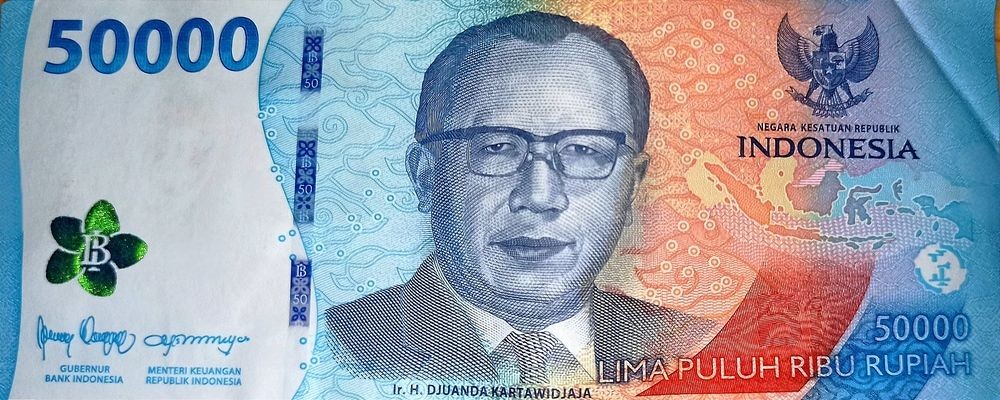 50000
BI
50
BI
50
BI
50
BI
GUBERNUR
BANK INDONESIA
MENTERI KEUANGAN
REPUBLIK INDONESIA
Ir. H. DJUANDA KARTAWIDJAJA
NEGARA KESATUAN REPUBLIK
INDONESIA
50000
LIMA PULUH RIBU RUPIAH